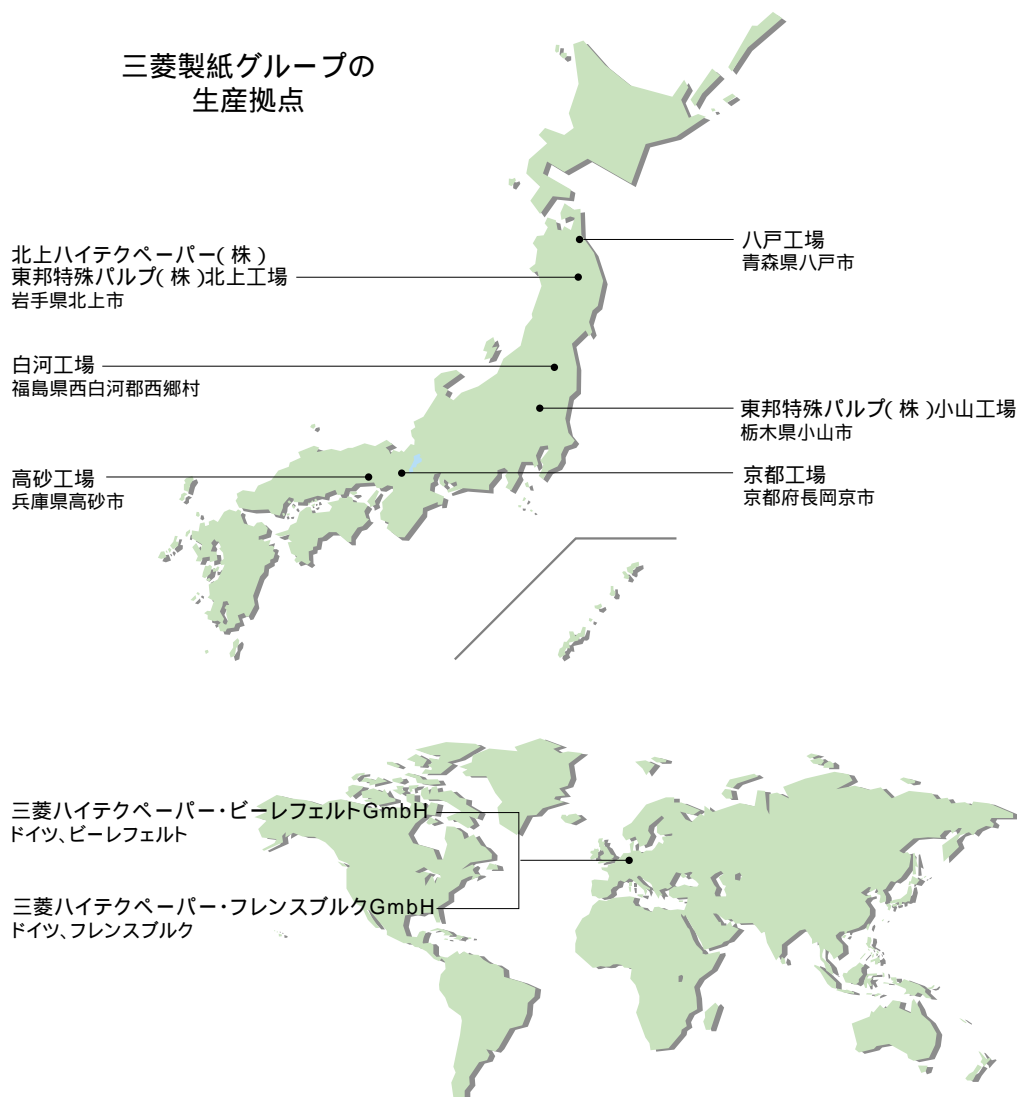 三菱製紙グループの
生産拠点
北上ハイテクペーパー(株)
東邦特殊パルプ(株)北上工場
岩手県北上市
八戸工場
青森県八戸市
白河工場
福島県西白河郡西郷村
東邦特殊パルプ(株)小山工場
栃木県小山市
高砂工場
兵庫県高砂市
京都工場
京都府長岡京市
三菱ハイテクペーパー・ビーレフェルトGmbH
ドイツ、ビーレフェルト
三菱ハイテクペーパー・フレンスブルクGmbH
ドイツ、フレンスブルク